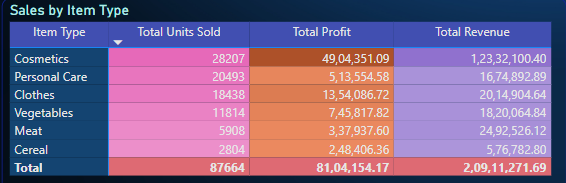 Sales by Item Type
Item Type Total Units Sold Total Profit Total Revenue
Cosmetics 28207 49,04,351.09 1,23,32,100.40
Personal Care 20493 5,13,554.58 16,74,892.89
Clothes 18438 13,54,086.72 20,14,904.64
Vegetables 11814 7,45,817.82 18,20,064.84
Meat 5908 3,37,937.60 24,92,526.12
Cereal 2804 2,48,406.36 5,76,782.80
Total 87664 81,04,154.17 2,09,11,271.69